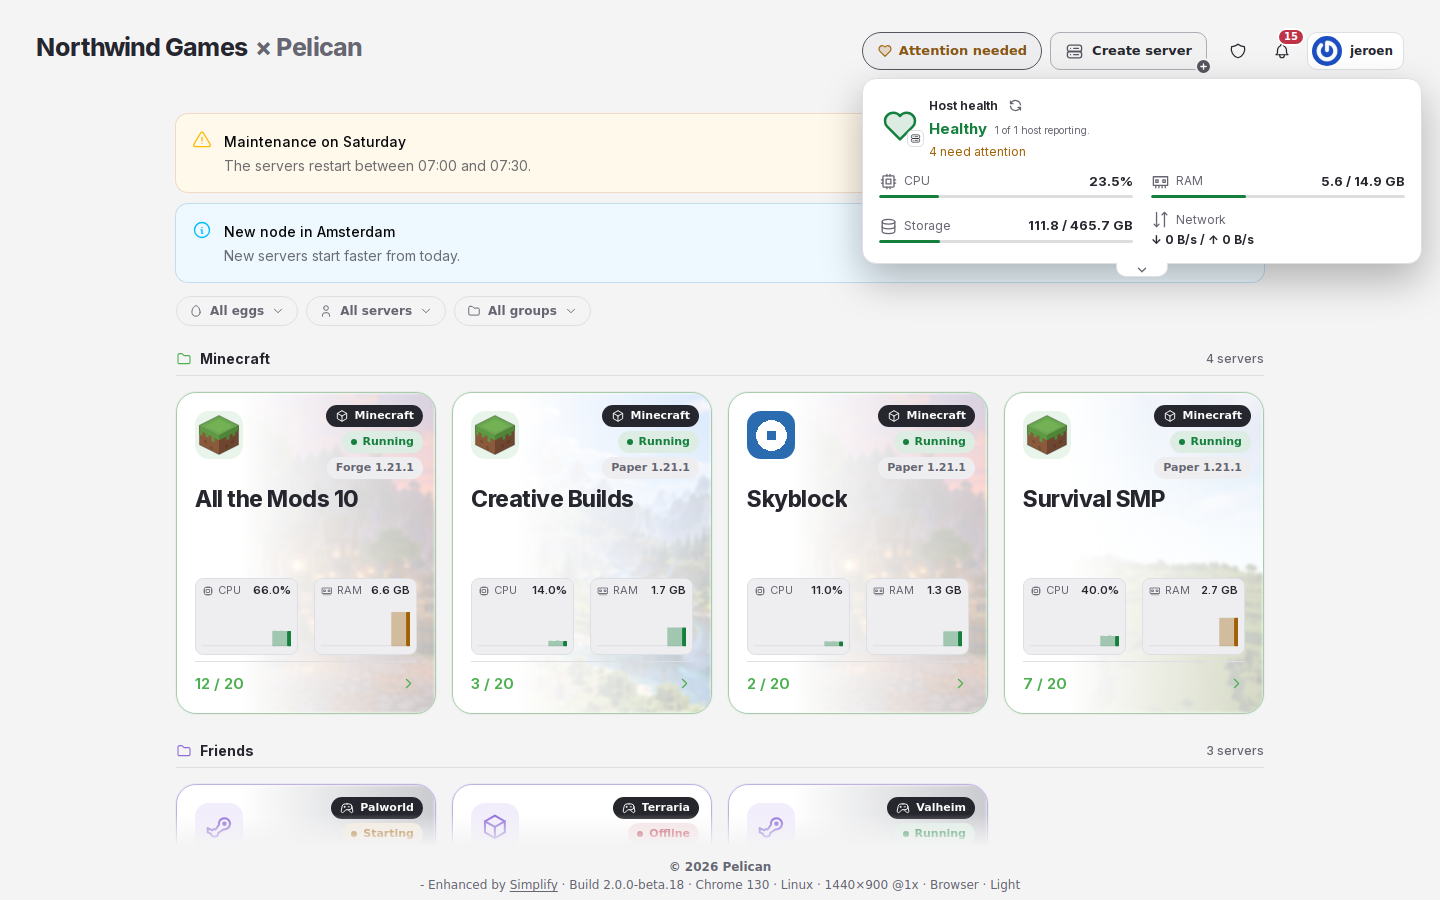 Northwind Games × Pelican
Attention needed
Create server
15
jeroen
Host health
Healthy 1 of 1 host reporting.
4 need attention
CPU 23.5%
RAM 5.6 / 14.9 GB
Storage 111.8 / 465.7 GB
Network
↓ 0 B/s / ↑ 0 B/s
Maintenance on Saturday
The servers restart between 07:00 and 07:30.
New node in Amsterdam
New servers start faster from today.
All eggs
All servers
All groups
Minecraft
4 servers
Minecraft
Running
Forge 1.21.1
All the Mods 10
CPU 66.0%
RAM 6.6 GB
12 / 20
Minecraft
Running
Paper 1.21.1
Creative Builds
CPU 14.0%
RAM 1.7 GB
3 / 20
Minecraft
Running
Paper 1.21.1
Skyblock
CPU 11.0%
RAM 1.3 GB
2 / 20
Minecraft
Running
Paper 1.21.1
Survival SMP
CPU 40.0%
RAM 2.7 GB
7 / 20
Friends
3 servers
Palworld
Starting
Terraria
Offline
Valheim
Running
© 2026 Pelican
- Enhanced by Simplify · Build 2.0.0-beta.18 · Chrome 130 · Linux · 1440×900 @1x · Browser · Light